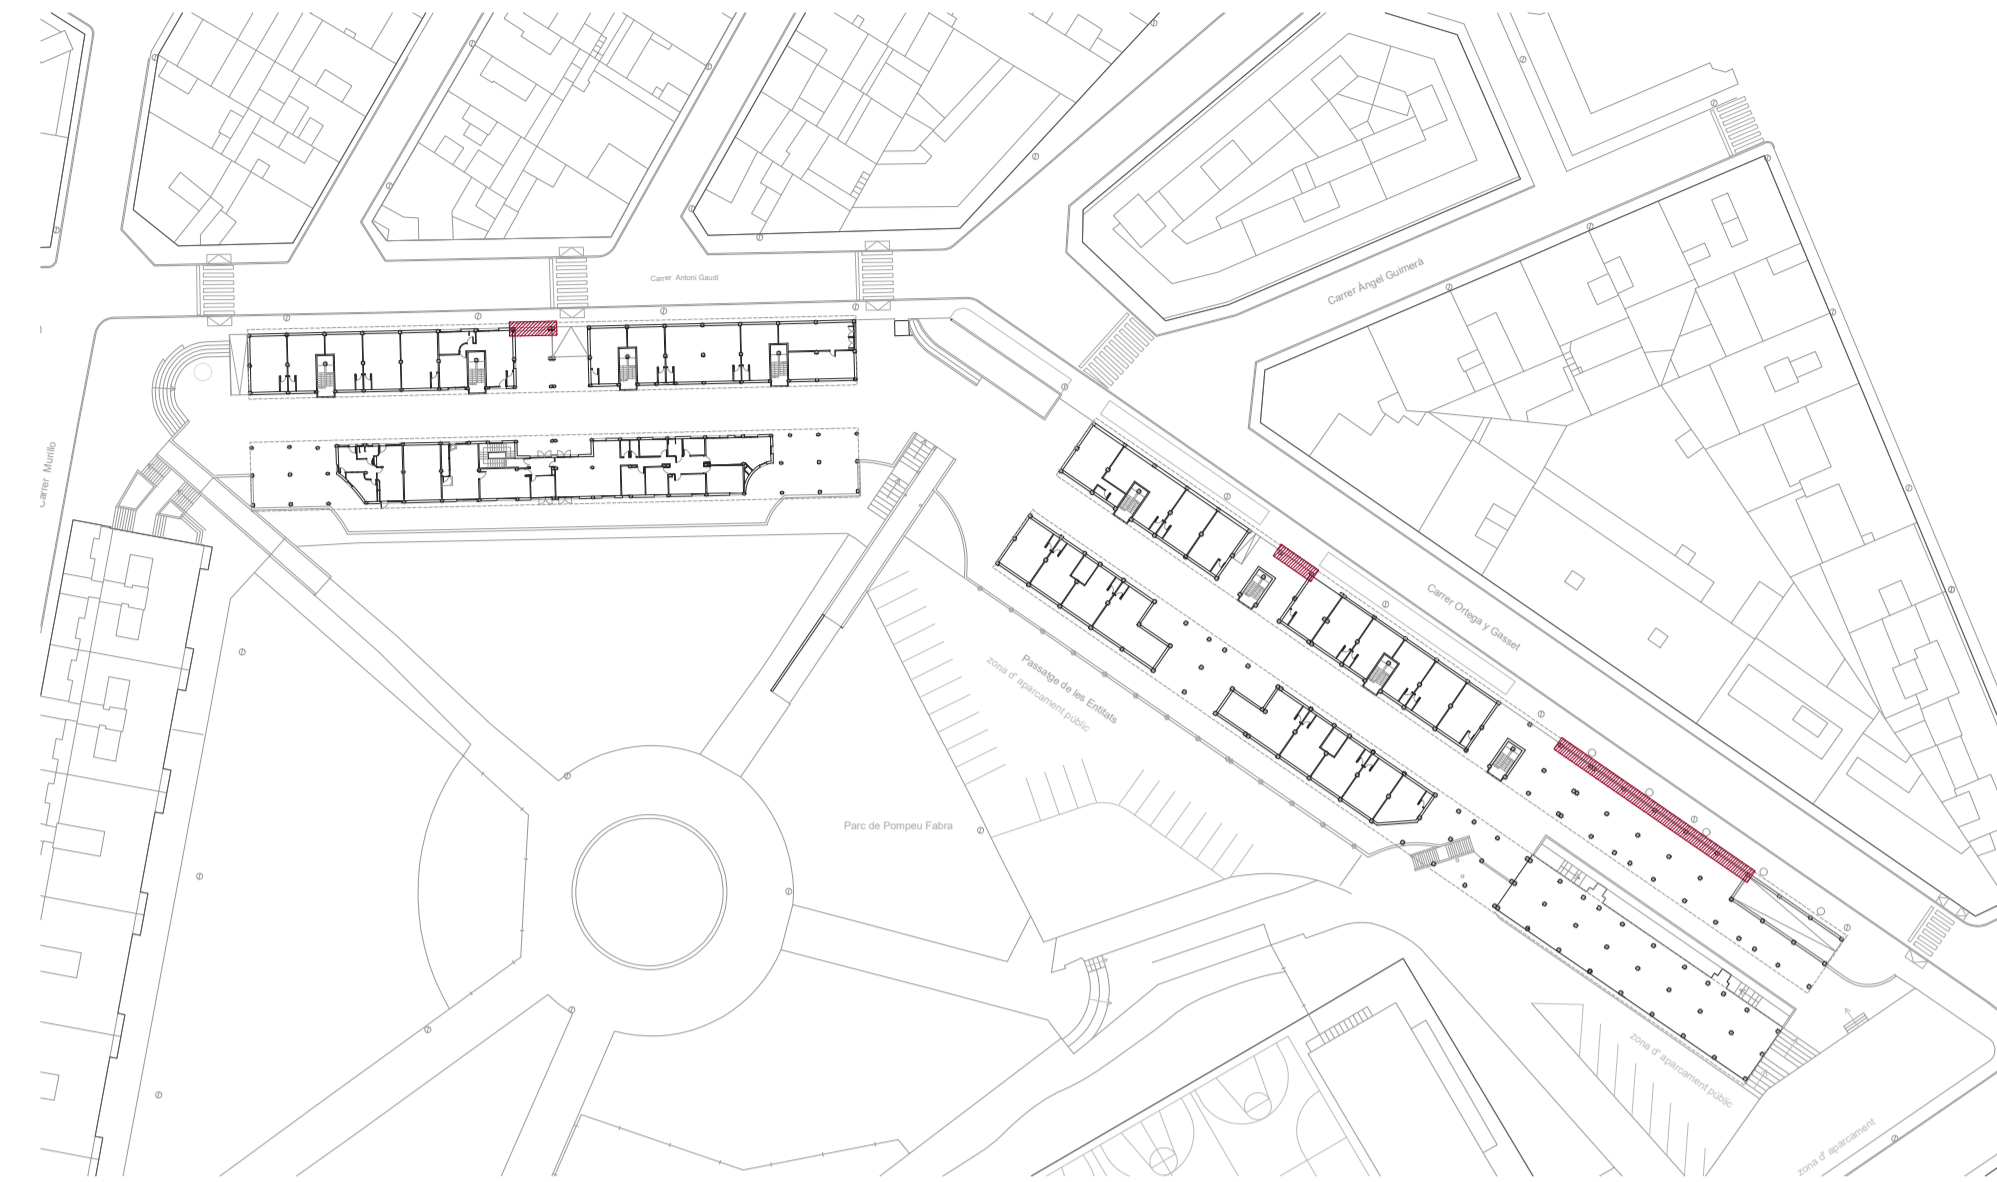 Carrer Antoni Gaudí
Carrer Àngel Guimerà
Carrer Murillo
Carrer Ortega y Gasset
Passatge de les Entitats
zona d' aparcament públic
Parc de Pompeu Fabra
zona d' aparcament públic
zona d' aparcament